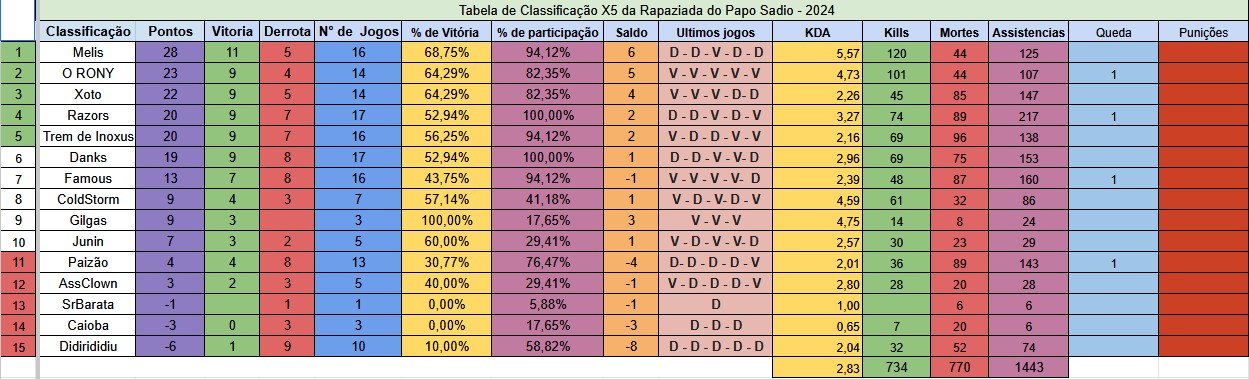 Tabela de Classificação X5 da Rapaziada do Papo Sadio - 2024
Classificação Pontos Vitoria Derrota N° de Jogos % de Vitória % de participação Saldo Ultimos jogos KDA Kills Mortes Assistencias Queda Punições
1 Melis 28 11 5 16 68,75% 94,12% 6 D - D - V - D - D 5,57 120 44 125
2 O RONY 23 9 4 14 64,29% 82,35% 5 V - V - V - V - V 4,73 101 44 107 1
3 Xoto 22 9 5 14 64,29% 82,35% 4 V - V - V - D - D 2,26 45 85 147
4 Razors 20 9 7 17 52,94% 100,00% 2 D - V - V - D - V 3,27 74 89 217 1
5 Trem de Inoxus 20 9 7 16 56,25% 94,12% 2 V - D - D - V - V 2,16 69 96 138
6 Danks 19 9 8 17 52,94% 100,00% 1 D - D - V - V- D 2,96 69 75 153
7 Famous 13 7 8 16 43,75% 94,12% -1 V - V - V - V- D 2,39 48 87 160 1
8 ColdStorm 9 4 3 7 57,14% 41,18% 1 V - D - V - D - V 4,59 61 32 86
9 Gilgas 9 3 3 100,00% 17,65% 3 V - V - V 4,75 14 8 24
10 Junin 7 3 2 5 60,00% 29,41% 1 V - D - V - V - D 2,57 30 23 29
11 Paizão 4 4 8 13 30,77% 76,47% -4 D- D - D - D - V 2,01 36 89 143 1
12 AssClown 3 2 3 5 40,00% 29,41% -1 V - D - D - D - V 2,80 28 20 28
13 SrBarata -1 1 1 0,00% 5,88% -1 D 1,00 6 6
14 Caioba -3 0 3 3 0,00% 17,65% -3 D - D - D 0,65 7 20 6
15 Didirididiu -6 1 9 10 10,00% 58,82% -8 D - D - D - D - D 2,04 32 52 74
2,83 734 770 1443